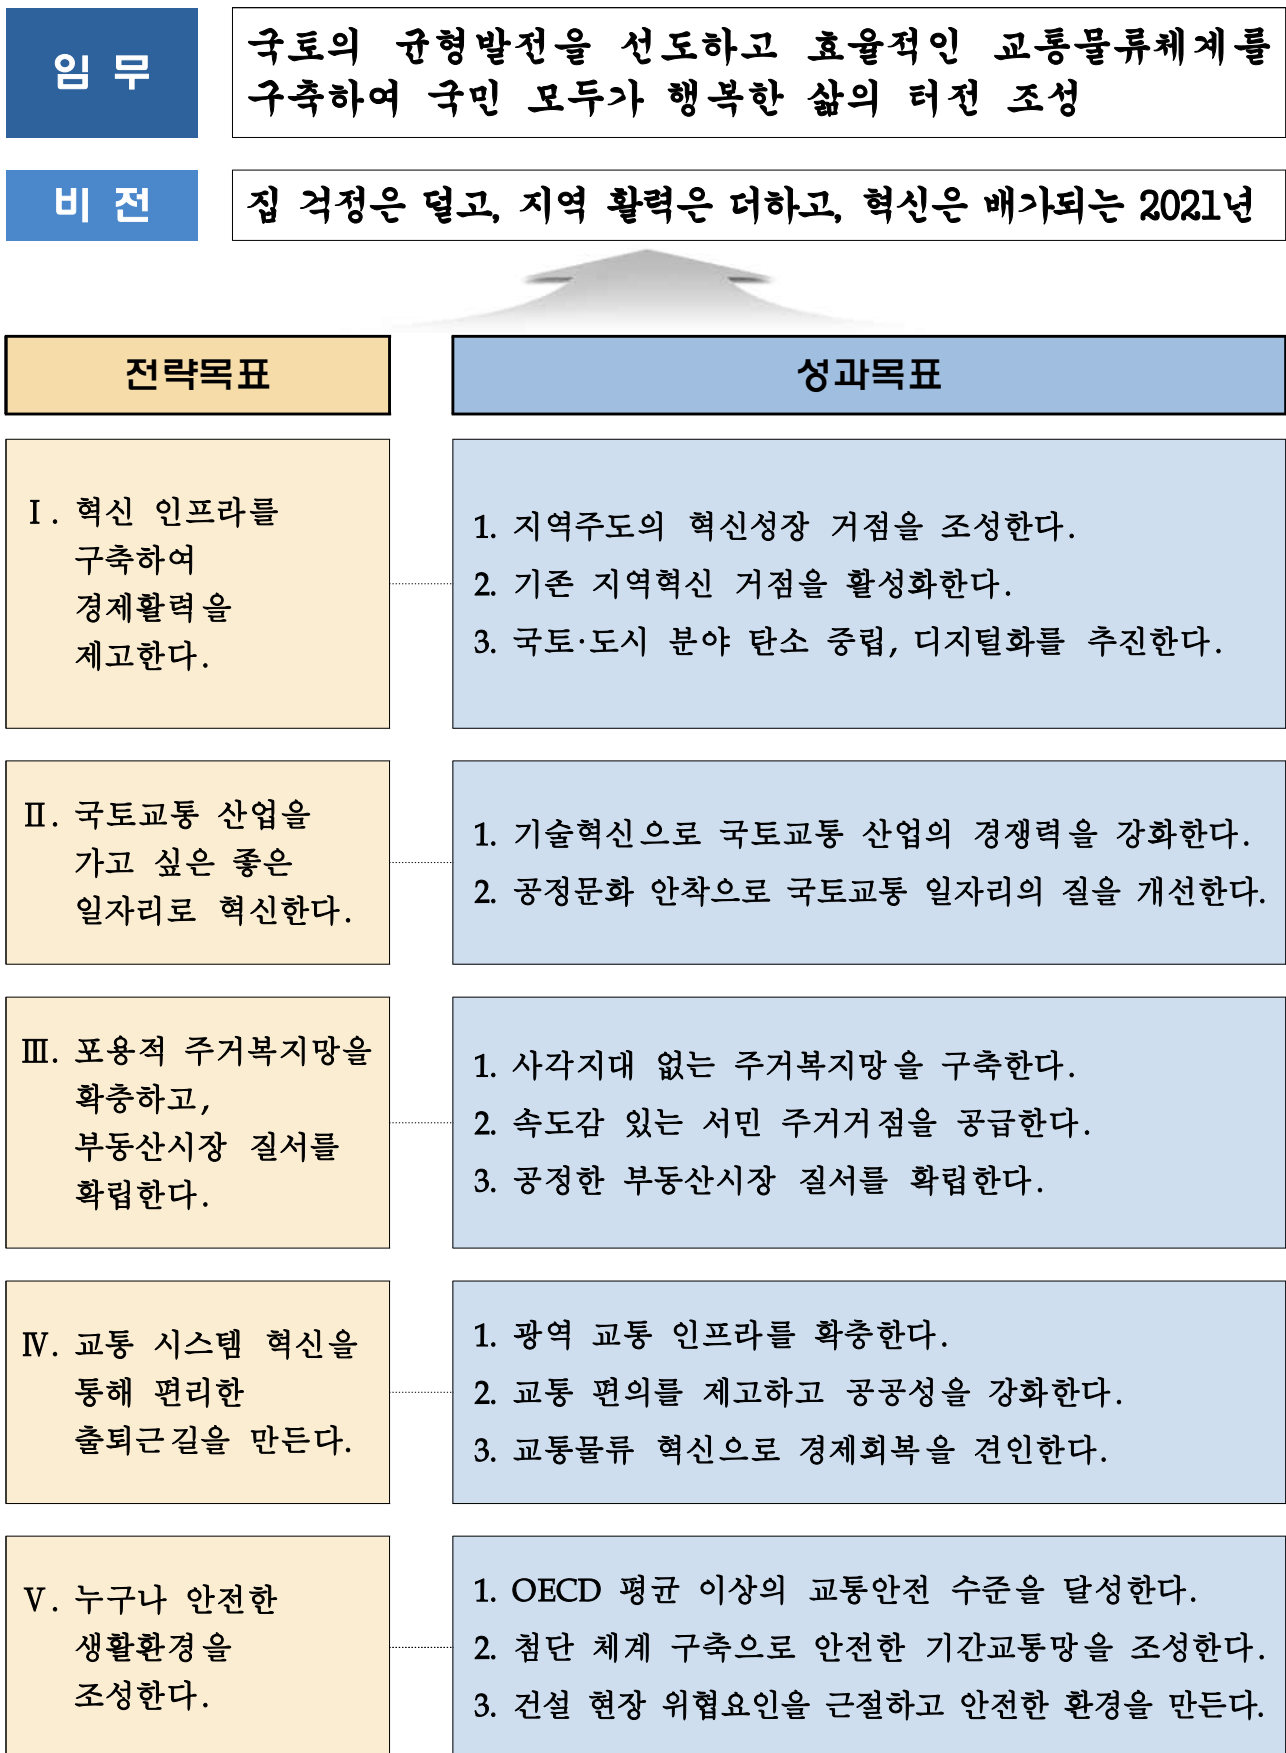 임 무
국토의 균형발전을 선도하고 효율적인 교통물류체계를
구축하여 국민 모두가 행복한 삶의 터전 조성
비 전
집 걱정은 덜고, 지역 활력은 더하고, 혁신은 배가되는 2021년
전략목표
성과목표
Ⅰ. 혁신 인프라를
구축하여
경제활력을
제고한다.
1. 지역주도의 혁신성장 거점을 조성한다.
2. 기존 지역혁신 거점을 활성화한다.
3. 국토·도시 분야 탄소 중립, 디지털화를 추진한다.
Ⅱ. 국토교통 산업을
가고 싶은 좋은
일자리로 혁신한다.
1. 기술혁신으로 국토교통 산업의 경쟁력을 강화한다.
2. 공정문화 안착으로 국토교통 일자리의 질을 개선한다.
Ⅲ. 포용적 주거복지망을
확충하고,
부동산시장 질서를
확립한다.
1. 사각지대 없는 주거복지망을 구축한다.
2. 속도감 있는 서민 주거거점을 공급한다.
3. 공정한 부동산시장 질서를 확립한다.
Ⅳ. 교통 시스템 혁신을
통해 편리한
출퇴근길을 만든다.
1. 광역 교통 인프라를 확충한다.
2. 교통 편의를 제고하고 공공성을 강화한다.
3. 교통물류 혁신으로 경제회복을 견인한다.
Ⅴ. 누구나 안전한
생활환경을
조성한다.
1. OECD 평균 이상의 교통안전 수준을 달성한다.
2. 첨단 체계 구축으로 안전한 기간교통망을 조성한다.
3. 건설 현장 위협요인을 근절하고 안전한 환경을 만든다.